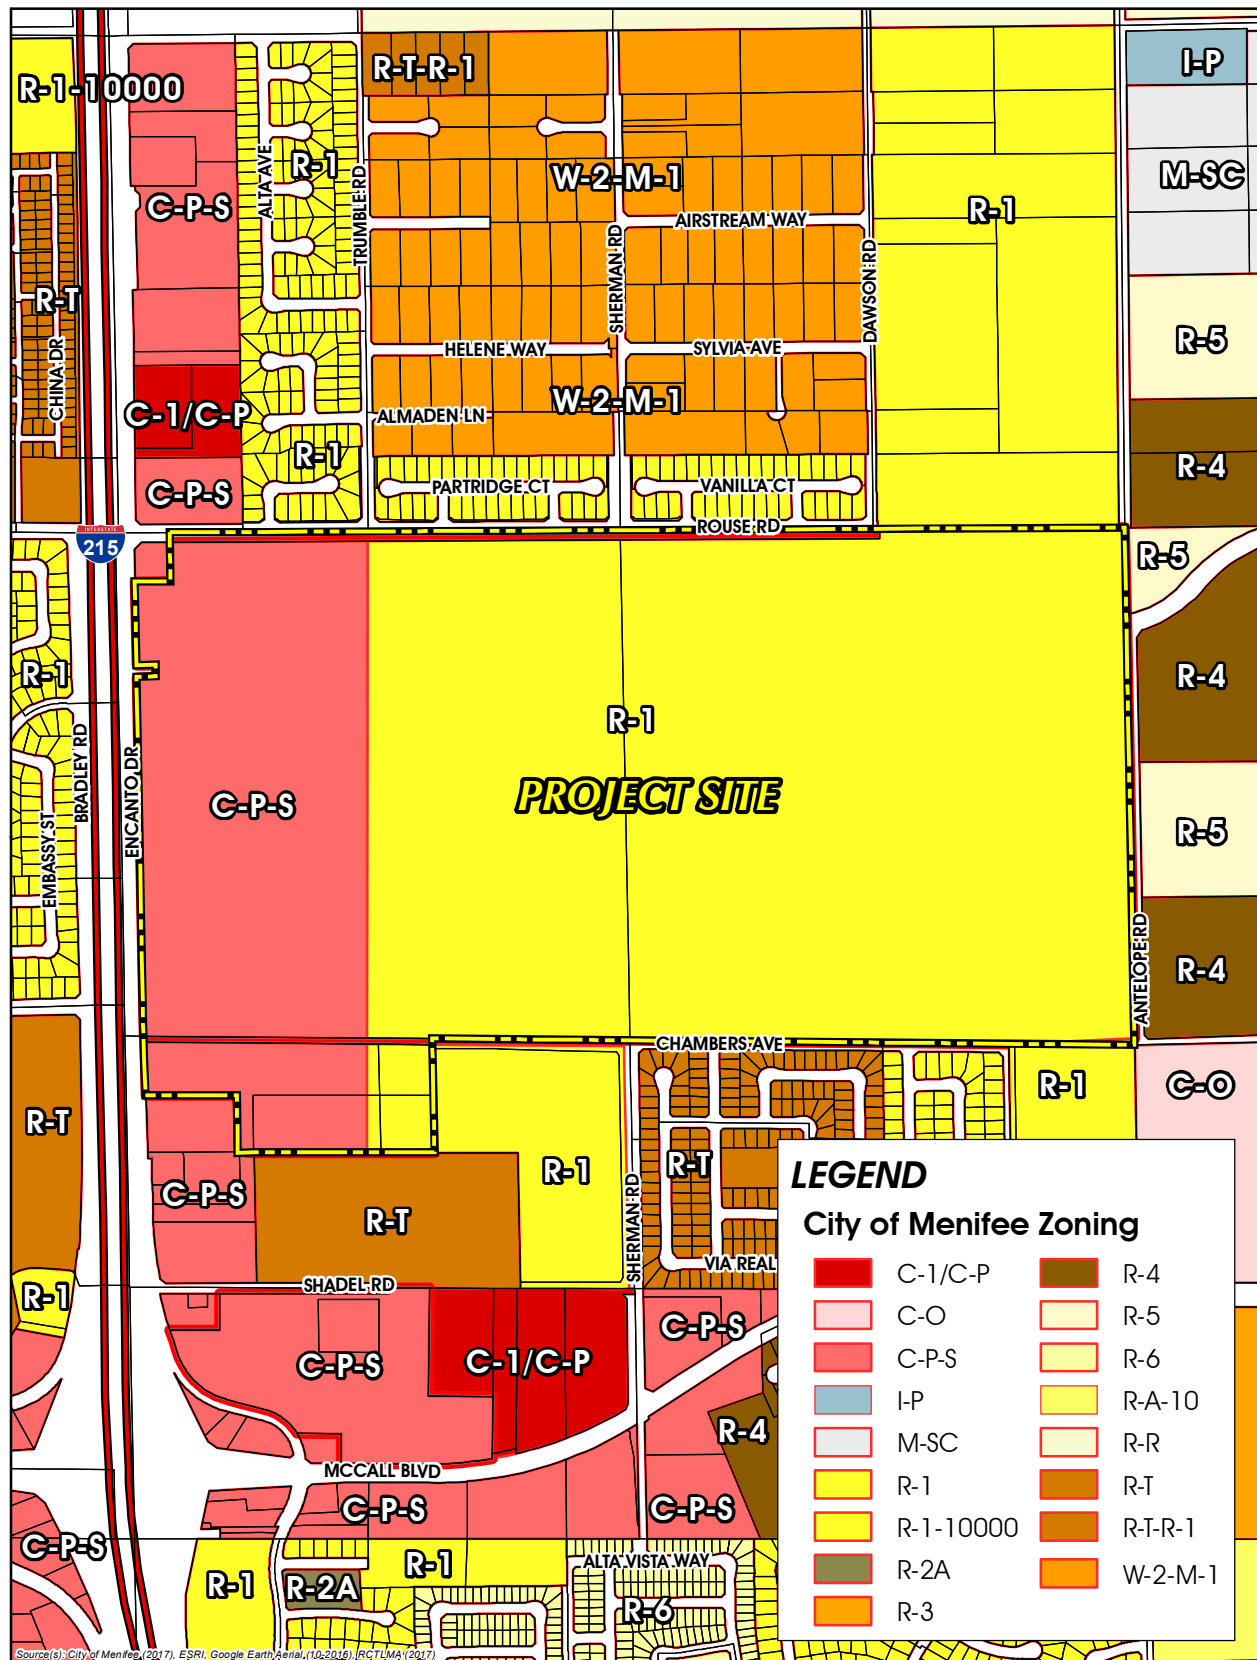 R-T-R-1
I-P
R-1-10000
R-1
ALTA AVE
TRUMBLE RD
W-2-M-1
M-SC
C-P-S
R-1
AIRSTREAM WAY
SHERMAN RD
DAWSON RD
R-T
CHINA DR
HELENE WAY
SYLVIA AVE
R-5
W-2-M-1
C-1/C-P
ALMADEN LN
R-1
R-4
C-P-S
PARTRIDGE CT
VANILLA CT
ROUSE RD
INTERSTATE
215
R-5
R-1
R-4
R-1
BRADLEY RD
ENCANTO DR
PROJECT SITE
C-P-S
EMBASSY ST
R-5
ANTELOPE RD
R-4
CHAMBERS AVE
R-1
C-O
R-T
R-T
R-1
C-P-S
R-T
SHERMAN RD
VIA REAL
SHADEL RD
R-1
C-P-S
C-P-S
C-1/C-P
R-4
MCCALL BLVD
C-P-S
C-P-S
C-P-S
ALTA VISTA WAY
R-1
R-1
R-2A
R-6
LEGEND
City of Menifee Zoning
C-1/C-P
C-O
C-P-S
I-P
M-SC
R-1
R-1-10000
R-2A
R-3
R-4
R-5
R-6
R-A-10
R-R
R-T
R-T-R-1
W-2-M-1
Source(s): City of Menifee (2017), ESRI, Google Earth Aerial (10-2016), RCTLMA (2017)